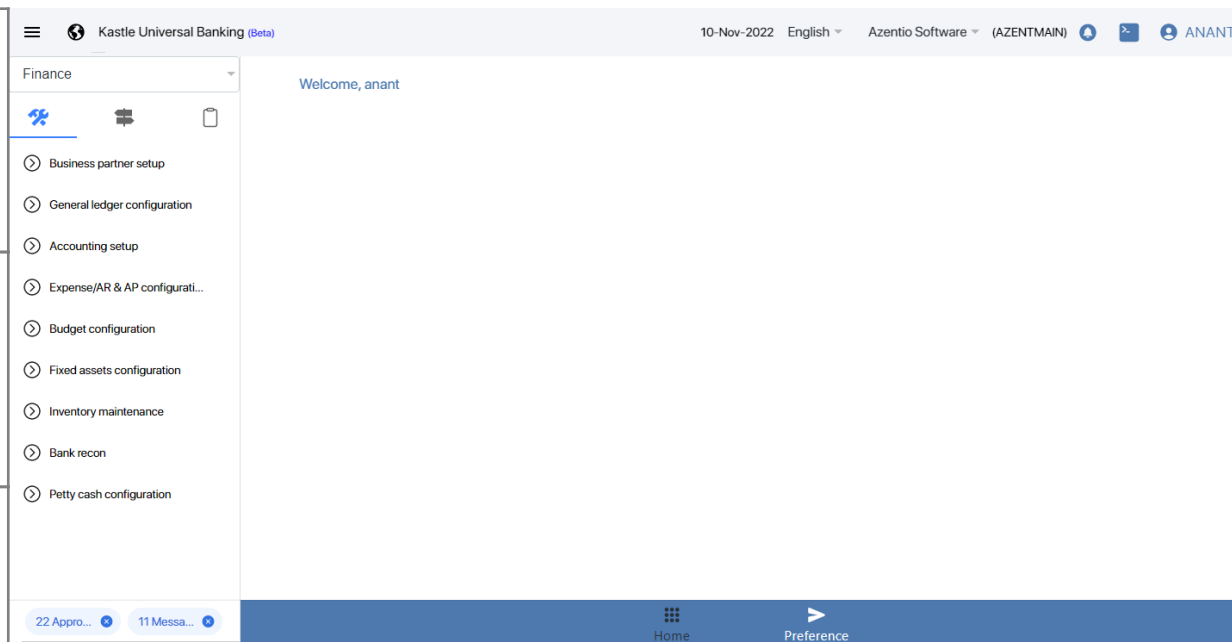 Kastle Universal Banking (Beta)
10-Nov-2022 English Azentio Software (AZENTMAIN) ANANT
Finance
Welcome, anant
Business partner setup
General ledger configuration
Accounting setup
Expense/AR & AP configurati...
Budget configuration
Fixed assets configuration
Inventory maintenance
Bank recon
Petty cash configuration
22 Appro... 11 Messa...
Home Preference